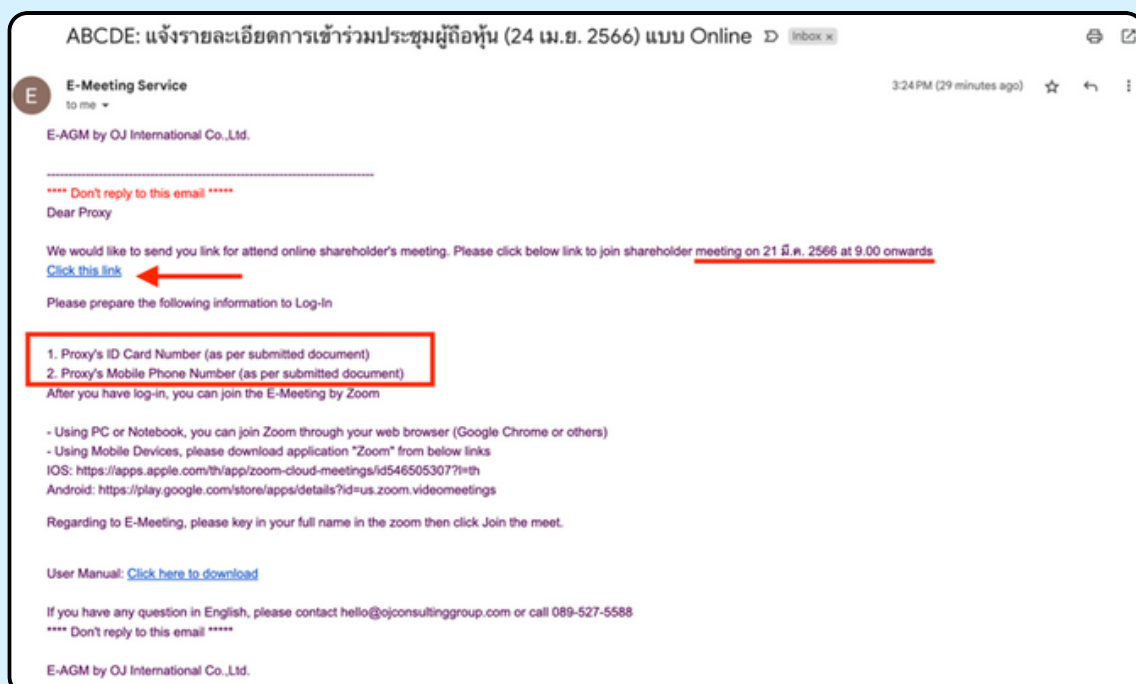 ABCDE: แจ้งรายละเอียดการเข้าร่วมประชุมผู้ถือหุ้น (24 เม.ย. 2566) แบบ Online Inbox x
E
E-Meeting Service
3:24 PM (29 minutes ago)
to me
E-AGM by OJ International Co.,Ltd.
----------------------------------------------------------------------------
**** Don't reply to this email *****
Dear Proxy
We would like to send you link for attend online shareholder's meeting. Please click below link to join shareholder meeting on 21 มี.ค. 2566 at 9.00 onwards
Click this link
Please prepare the following information to Log-In
1. Proxy's ID Card Number (as per submitted document)
2. Proxy's Mobile Phone Number (as per submitted document)
After you have log-in, you can join the E-Meeting by Zoom
- Using PC or Notebook, you can join Zoom through your web browser (Google Chrome or others)
- Using Mobile Devices, please download application "Zoom" from below links
IOS: https://apps.apple.com/th/app/zoom-cloud-meetings/id546505307?l=th
Android: https://play.google.com/store/apps/details?id=us.zoom.videomeetings
Regarding to E-Meeting, please key in your full name in the zoom then click Join the meet.
User Manual: Click here to download
If you have any question in English, please contact hello@ojconsultinggroup.com or call 089-527-5588
**** Don't reply to this email *****
E-AGM by OJ International Co.,Ltd.